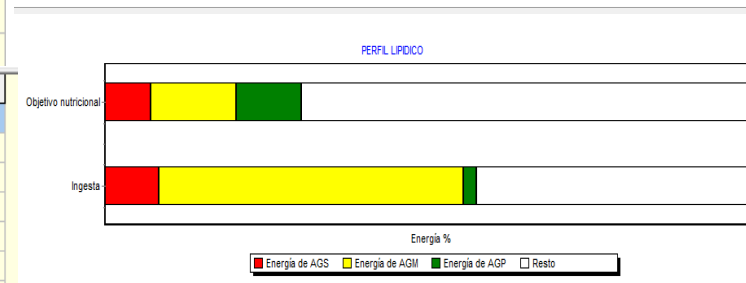 PERFIL LIPIDICO
Objetivo nutricional
Ingesta
Energía %
Energía de AGS Energía de AGM Energía de AGP Resto